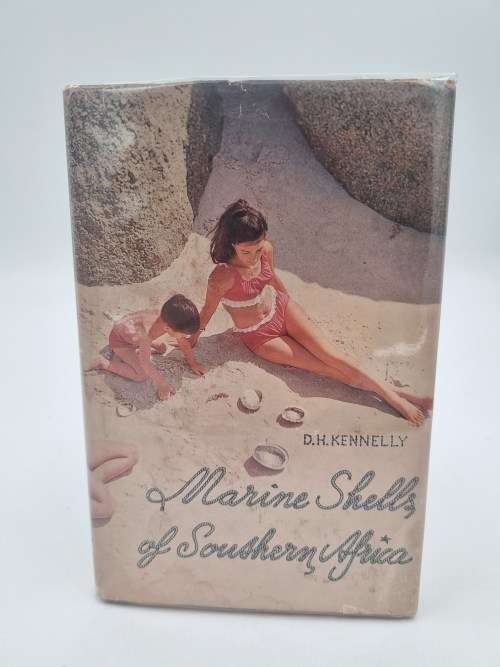 D.H. KENNELLY
Marine Shells
of Southern Africa